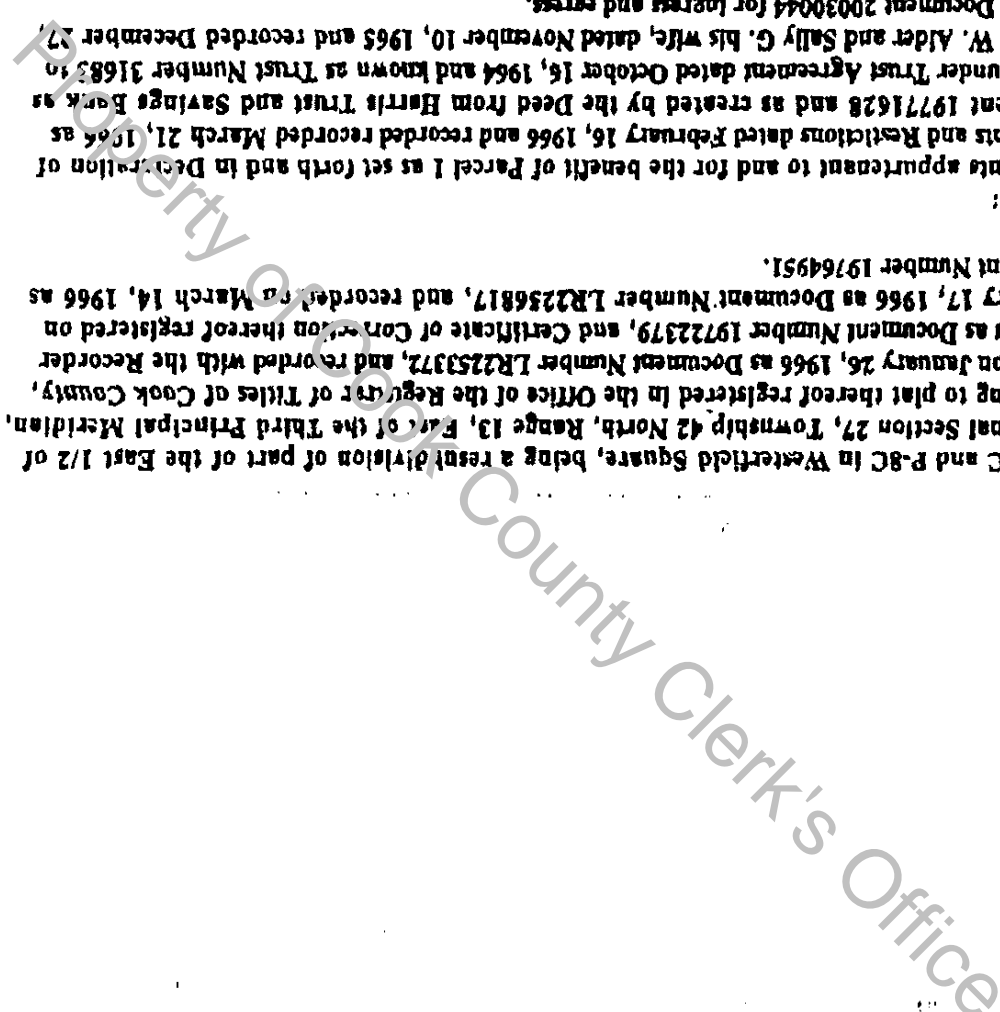 C and P-8C in Westerfield Square, being a resubdivision of part of the East 1/2 of
nal Section 27, Township 42 North, Range 13, East of the Third Principal Meridian,
ng to plat thereof registered in the Office of the Registrar of Titles of Cook County,
on January 26, 1966 as Document Number LR2253372, and recorded with the Recorder
as Document Number 19722379, and Certificate of Correction thereof registered on
ry 17, 1966 as Document Number LR2256817, and recorded on March 14, 1966 as
nt Number 19764951.
:
nts appurtenant to and for the benefit of Parcel 1 as set forth and in Declaration of
nts and Restictions dated February 16, 1966 and recorded recorded March 21, 1966 as
ent 19771628 and as created by the Deed from Harris Trust and Savings Bank as
under Trust Agreement dated October 16, 1964 and known as Trust Number 31683 to
W. Alder and Sally G. his wife, dated November 10, 1965 and recorded December 27,
Document 20030044 for ingress and egress.
Property of Cook County Clerk's Office